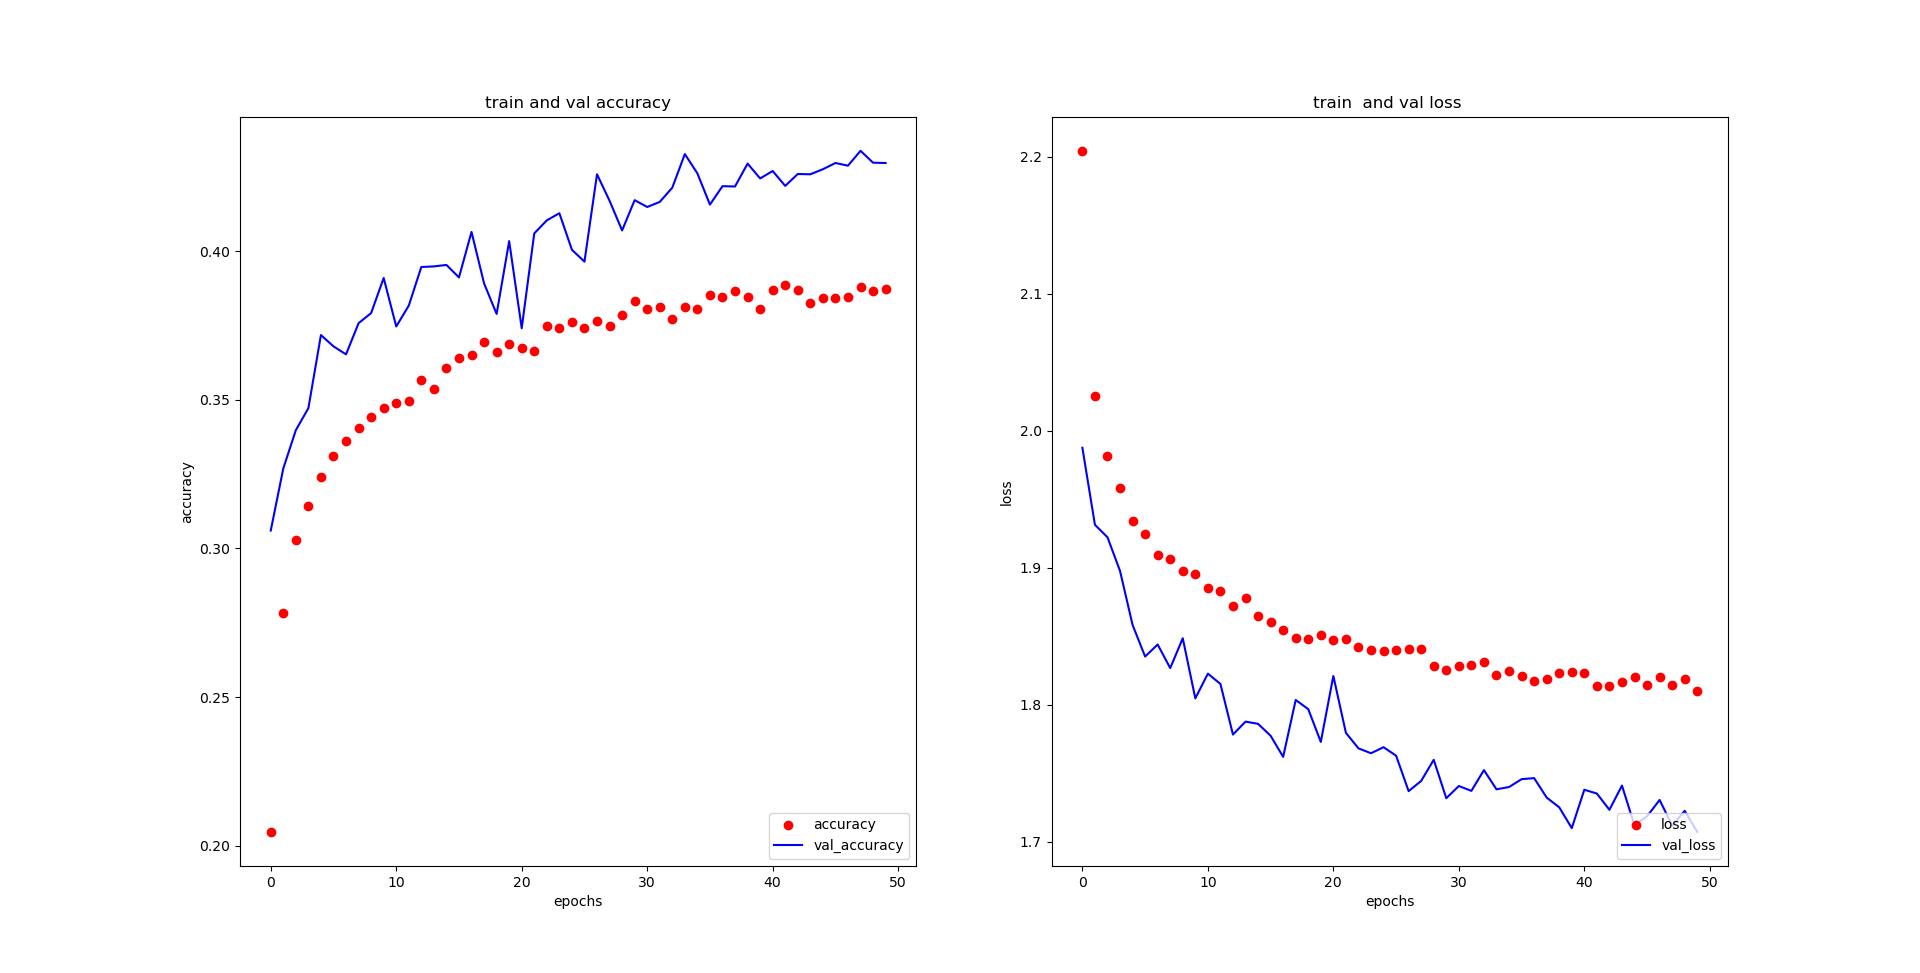 train and val accuracy
accuracy
0.40
0.35
0.30
0.25
0.20
0
10
20
30
40
50
epochs
accuracy
val_accuracy
train  and val loss
loss
2.2
2.1
2.0
1.9
1.8
1.7
0
10
20
30
40
50
epochs
loss
val_loss